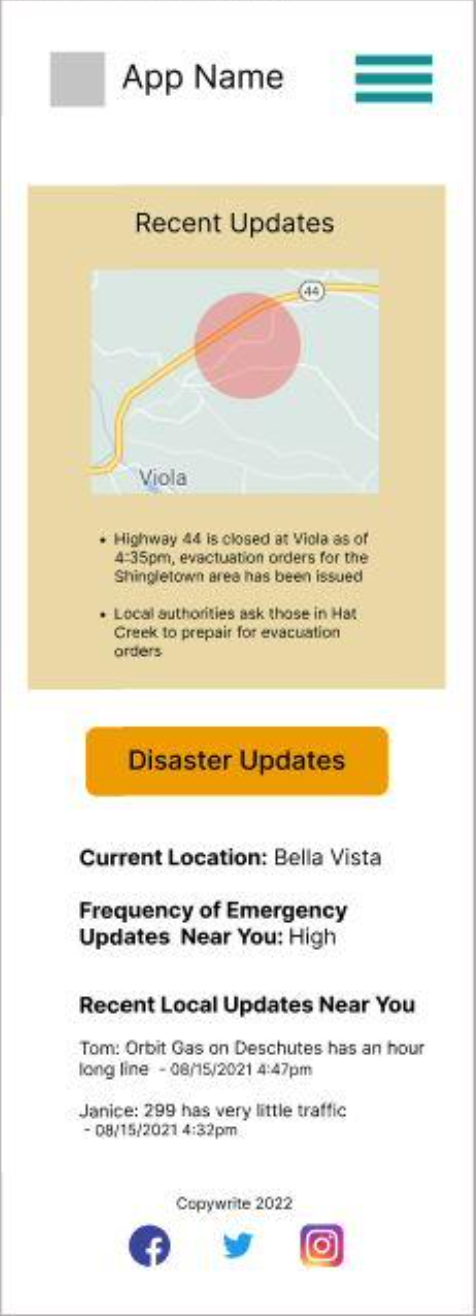 App Name
Recent Updates
44
Viola
• Highway 44 is closed at Viola as of
4:35pm, evactuation orders for the
Shingletown area has been issued
• Local authorities ask those in Hat
Creek to prepair for evacuation
orders
Disaster Updates
Current Location: Bella Vista
Frequency of Emergency
Updates Near You: High
Recent Local Updates Near You
Tom: Orbit Gas on Deschutes has an hour
long line - 08/15/2021 4:47pm
Janice: 299 has very little traffic
- 08/15/2021 4:32pm
Copywrite 2022